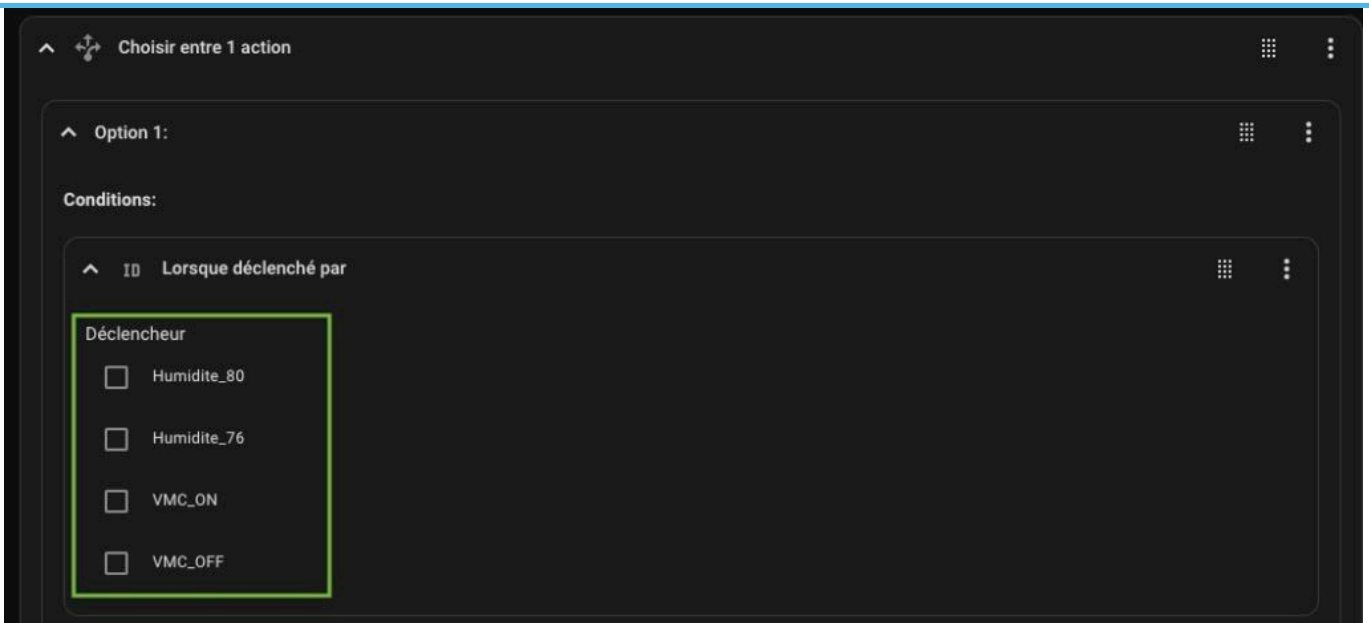 Choisir entre 1 action
Option 1:
Conditions:
ID Lorsque déclenché par
Déclencheur
Humidite_80
Humidite_76
VMC_ON
VMC_OFF